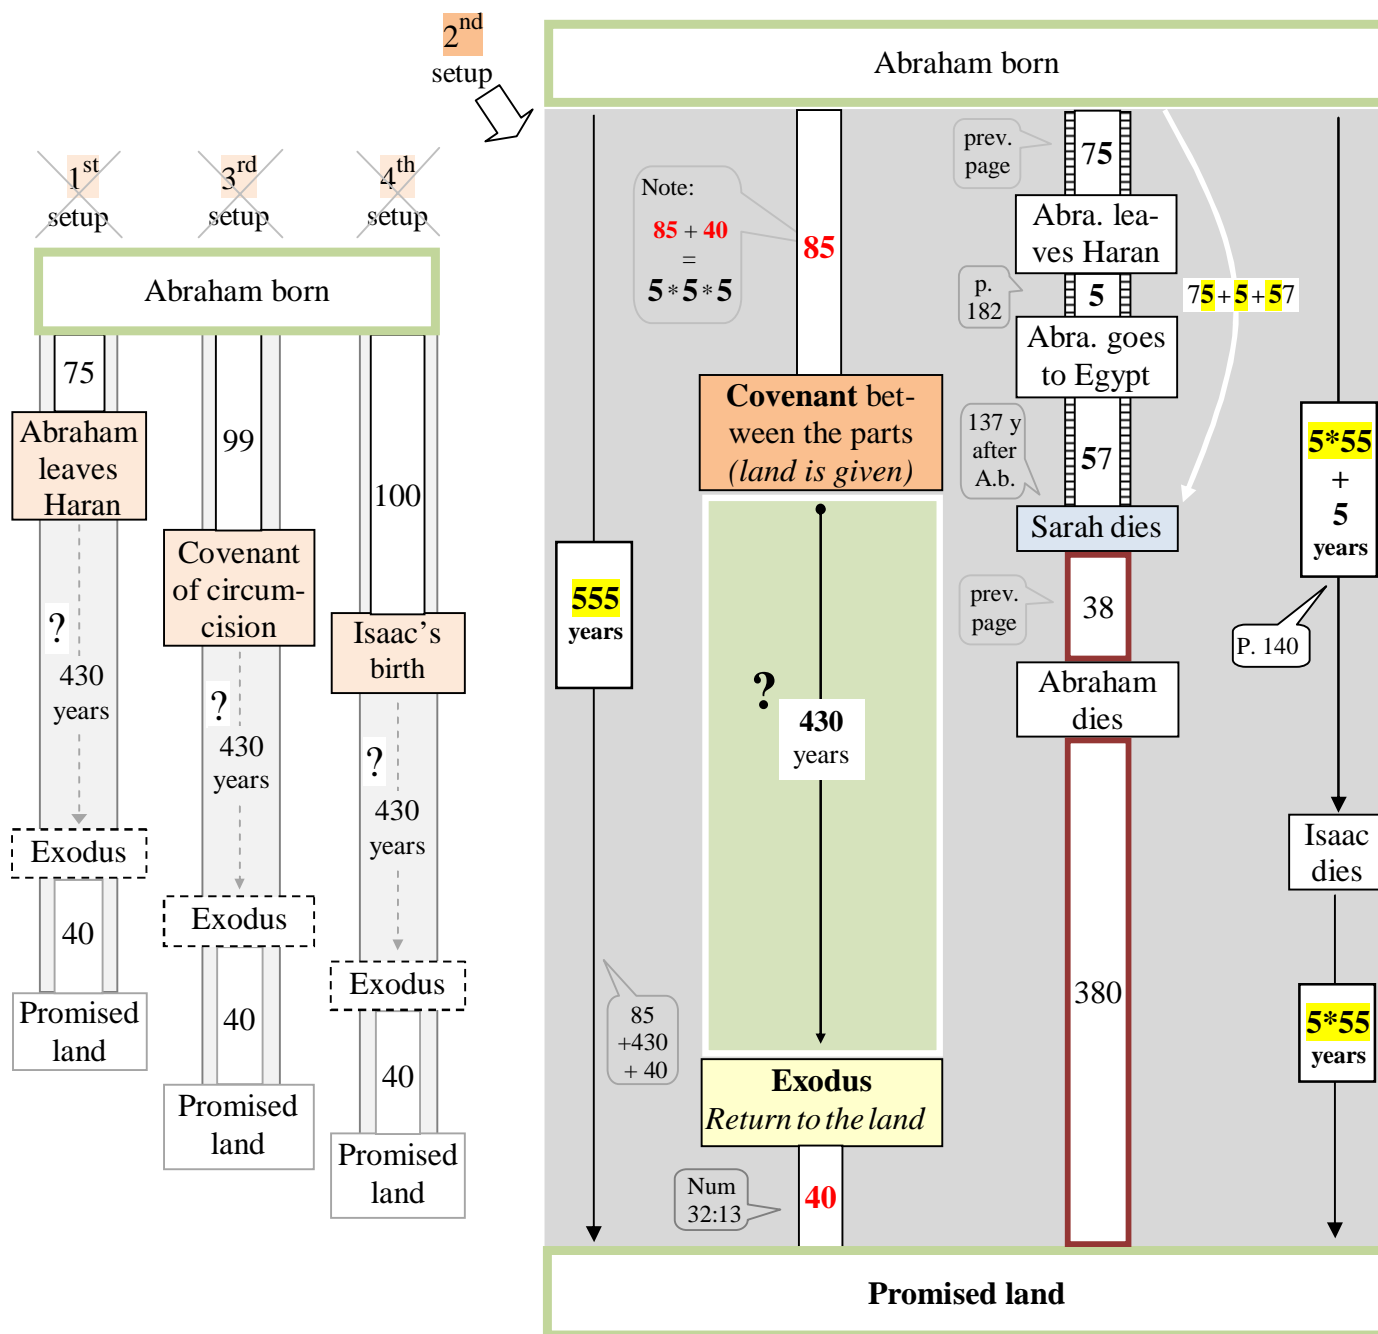 2nd
setup
1st
setup
3rd
setup
4th
setup
Abraham born
75
Abraham
leaves
Haran
?
430
years
Exodus
40
Promised
land
99
Covenant
of circum-
cision
?
430
years
Exodus
40
Promised
land
100
Isaac’s
birth
?
430
years
Exodus
40
Promised
land
Abraham born
555
years
85
+430
+ 40
Note:
85 + 40
=
5*5*5
85
Covenant bet-
ween the parts
(land is given)
?
430
years
Exodus
Return to the land
Num
32:13
40
prev.
page
75
Abra. lea-
ves Haran
p.
182
5
Abra. goes
to Egypt
137 y
after
A.b.
57
75+5+57
Sarah dies
prev.
page
38
Abraham
dies
380
5*55
+
5
years
P. 140
Isaac
dies
5*55
years
Promised land